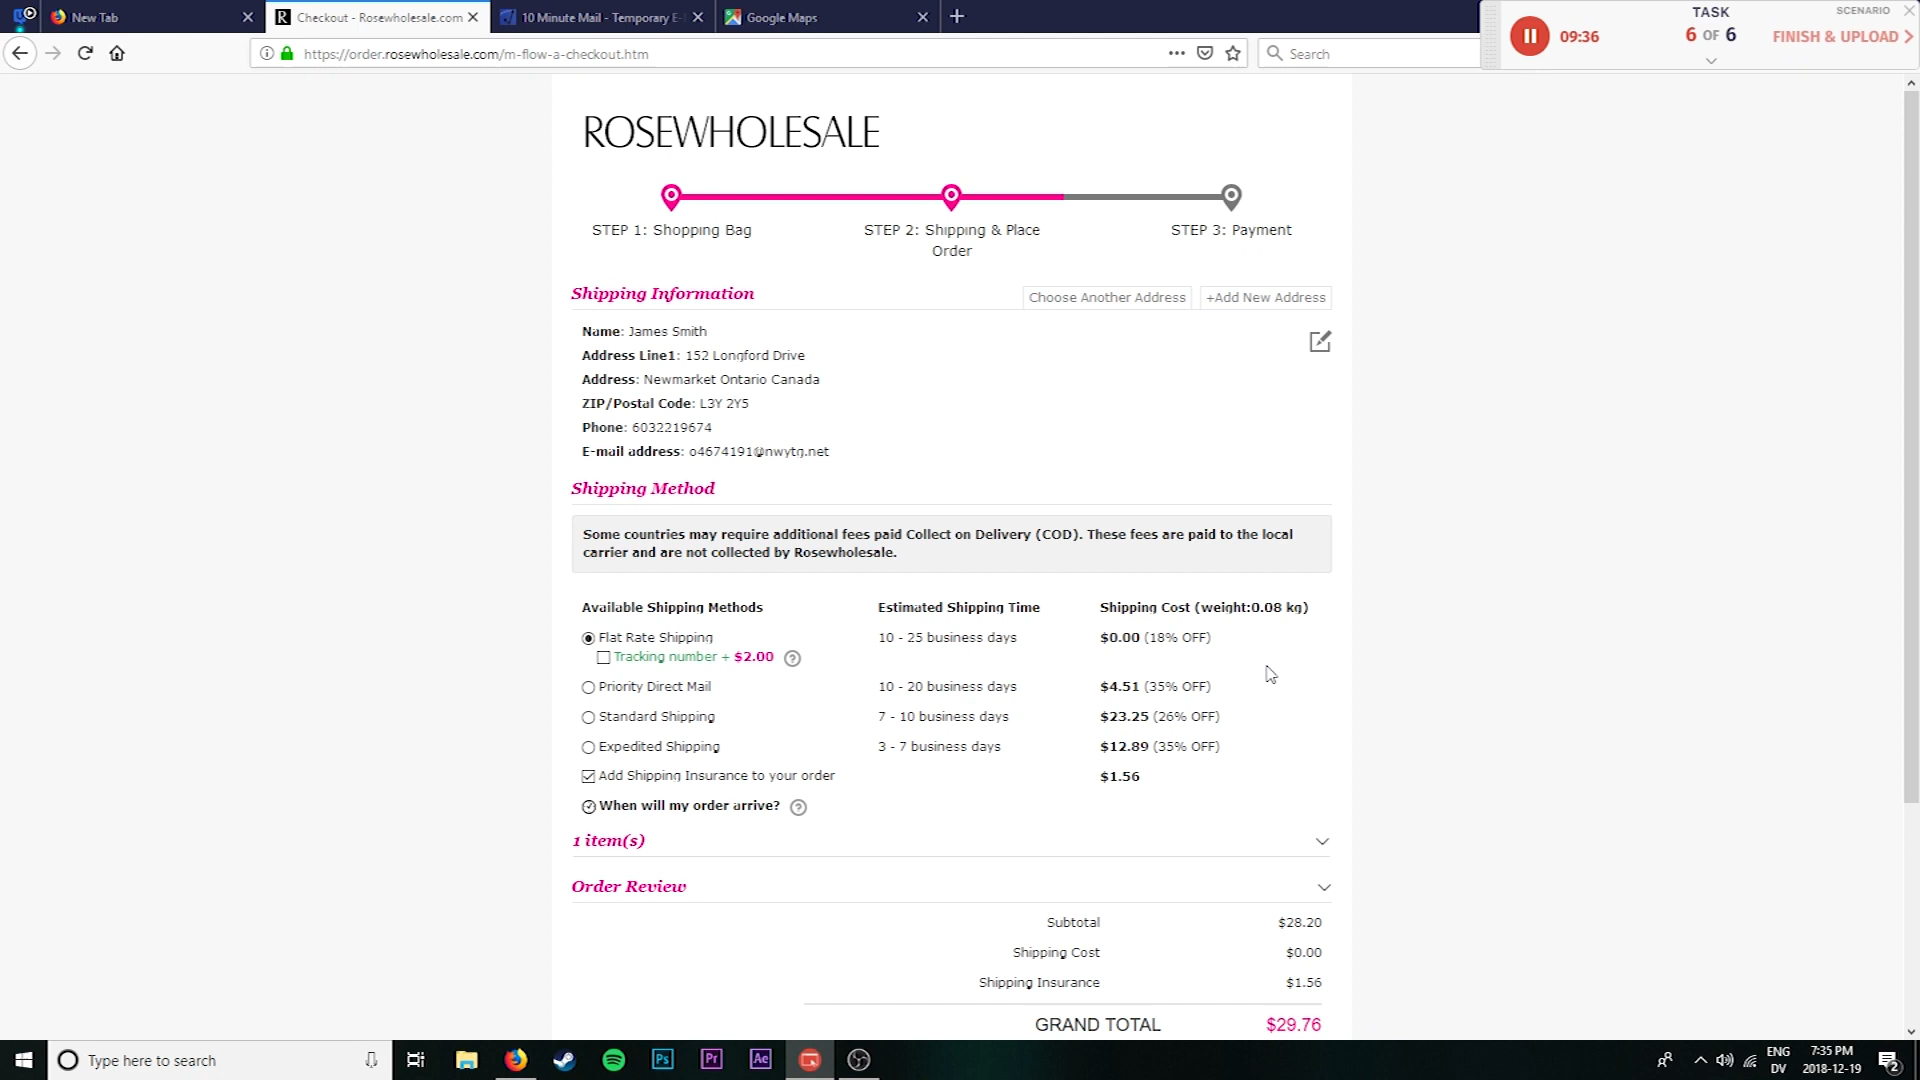 New Tab
Checkout - Rosewholesale.com
10 Minute Mail - Temporary E-
Google Maps
https://order.rosewholesale.com/m-flow-a-checkout.htm
Search
09:36
TASK
6 OF 6
SCENARIO
FINISH & UPLOAD
ROSEWHOLESALE
STEP 1: Shopping Bag
STEP 2: Shipping & Place
Order
STEP 3: Payment
Shipping Information
Choose Another Address
+Add New Address
Name: James Smith
Address Line1: 152 Longford Drive
Address: Newmarket Ontario Canada
ZIP/Postal Code: L3Y 2Y5
Phone: 6032219674
E-mail address: o4674191@nwytg.net
Shipping Method
Some countries may require additional fees paid Collect on Delivery (COD). These fees are paid to the local
carrier and are not collected by Rosewholesale.
Available Shipping Methods Estimated Shipping Time Shipping Cost (weight:0.08 kg)
Flat Rate Shipping 10 - 25 business days $0.00 (18% OFF)
Tracking number + $2.00 ?
Priority Direct Mail 10 - 20 business days $4.51 (35% OFF)
Standard Shipping 7 - 10 business days $23.25 (26% OFF)
Expedited Shipping 3 - 7 business days $12.89 (35% OFF)
Add Shipping Insurance to your order $1.56
When will my order arrive? ?
1 item(s)
Order Review
Subtotal $28.20
Shipping Cost $0.00
Shipping Insurance $1.56
GRAND TOTAL $29.76
Type here to search
Ps
Pr
Ae
ENG
DV
7:35 PM
2018-12-19
2